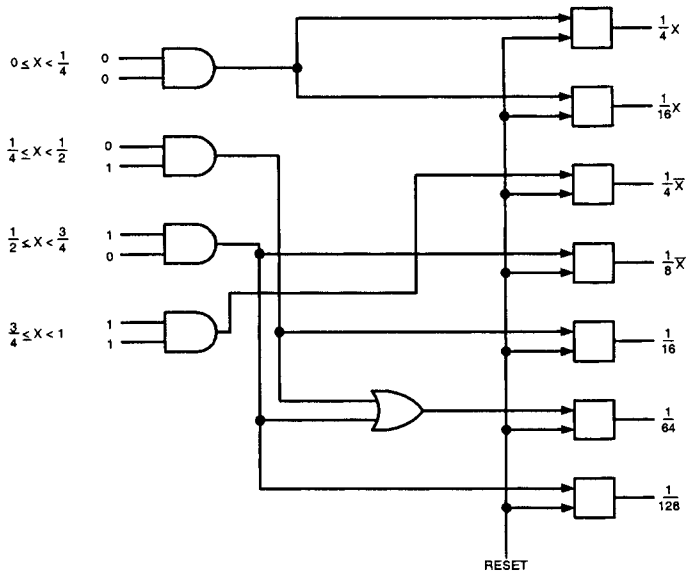 0 ≤ X < 1/4
0
0
1/4 ≤ X < 1/2
0
1
1/2 ≤ X < 3/4
1
0
3/4 ≤ X < 1
1
1
1/4 X
1/16 X
1/4 X̅
1/8 X̅
1/16
1/64
1/128
RESET